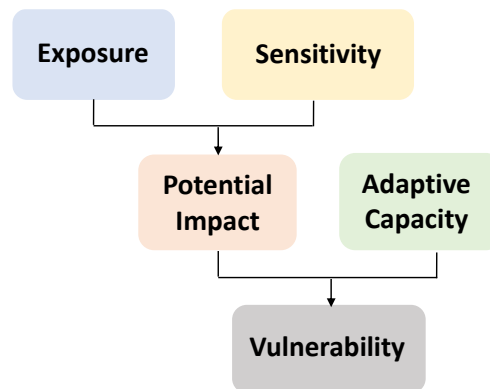 Exposure
Sensitivity
Potential
Impact
Adaptive
Capacity
Vulnerability